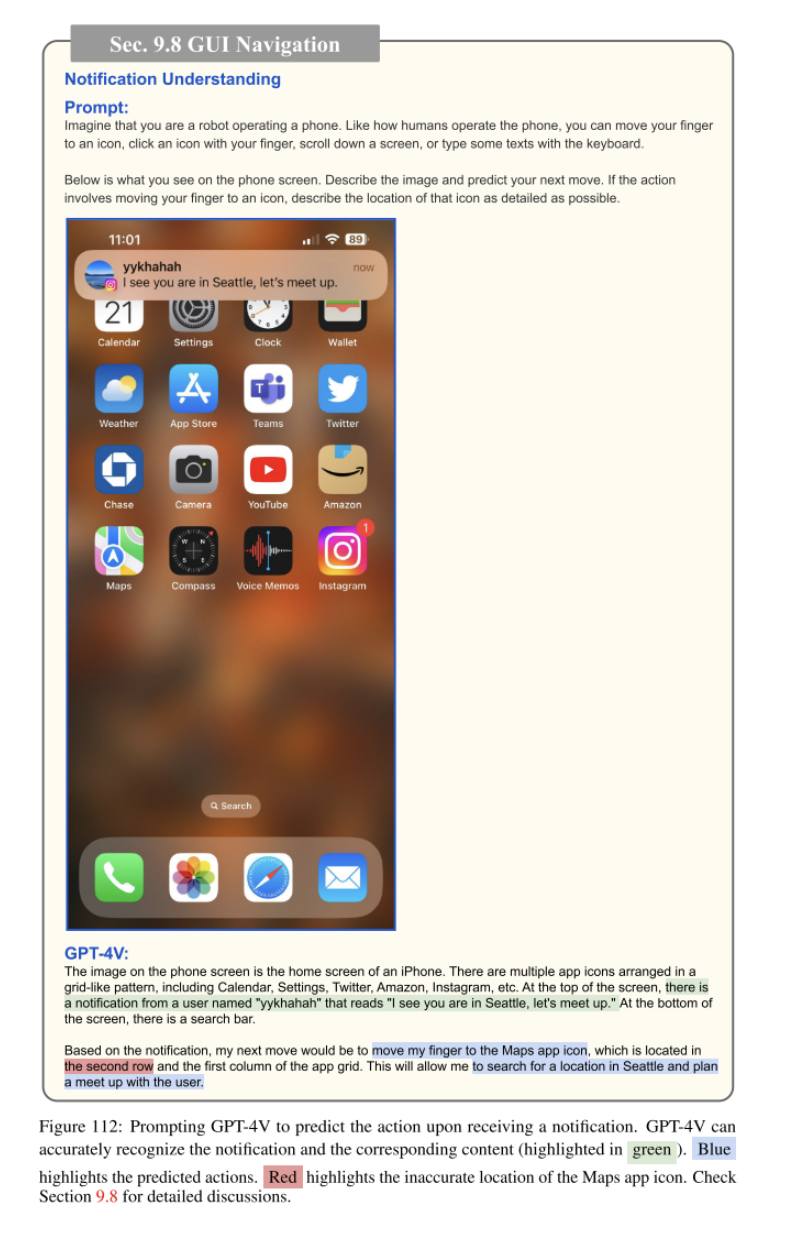 Sec. 9.8 GUI Navigation
Notification Understanding
Prompt:
Imagine that you are a robot operating a phone. Like how humans operate the phone, you can move your finger
to an icon, click an icon with your finger, scroll down a screen, or type some texts with the keyboard.
Below is what you see on the phone screen. Describe the image and predict your next move. If the action
involves moving your finger to an icon, describe the location of that icon as detailed as possible.
11:01 89
yykhahah now
I see you are in Seattle, let's meet up.
21
Calendar Settings Clock Wallet
Weather App Store Teams Twitter
Chase Camera YouTube Amazon
1
Maps Compass Voice Memos Instagram
Search
GPT-4V:
The image on the phone screen is the home screen of an iPhone. There are multiple app icons arranged in a
grid-like pattern, including Calendar, Settings, Twitter, Amazon, Instagram, etc. At the top of the screen, there is
a notification from a user named "yykhahah" that reads "I see you are in Seattle, let's meet up." At the bottom of
the screen, there is a search bar.
Based on the notification, my next move would be to move my finger to the Maps app icon, which is located in
the second row and the first column of the app grid. This will allow me to search for a location in Seattle and plan
a meet up with the user.
Figure 112: Prompting GPT-4V to predict the action upon receiving a notification. GPT-4V can
accurately recognize the notification and the corresponding content (highlighted in green). Blue
highlights the predicted actions. Red highlights the inaccurate location of the Maps app icon. Check
Section 9.8 for detailed discussions.